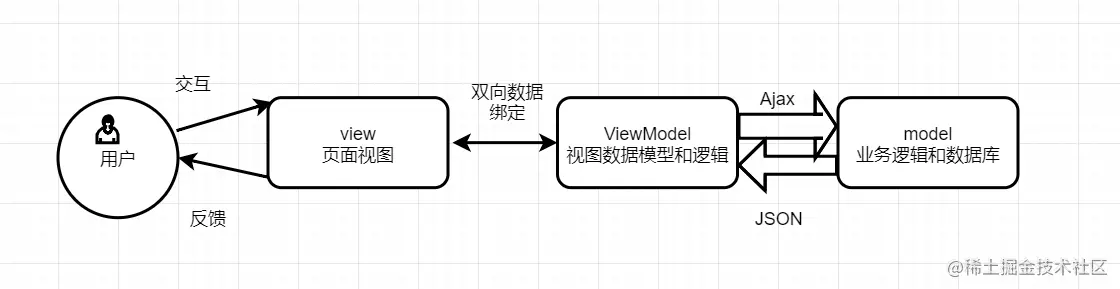 交互
用户
反馈
view
页面视图
双向数据
绑定
ViewModel
视图数据模型和逻辑
Ajax
JSON
model
业务逻辑和数据库
@稀土掘金技术社区